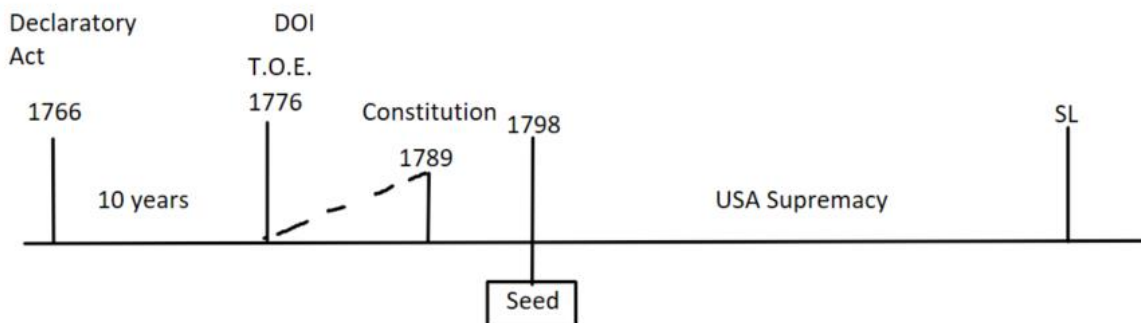 Declaratory
Act
1766
10 years
DOI
T.O.E.
1776
Constitution
1789
1798
Seed
USA Supremacy
SL